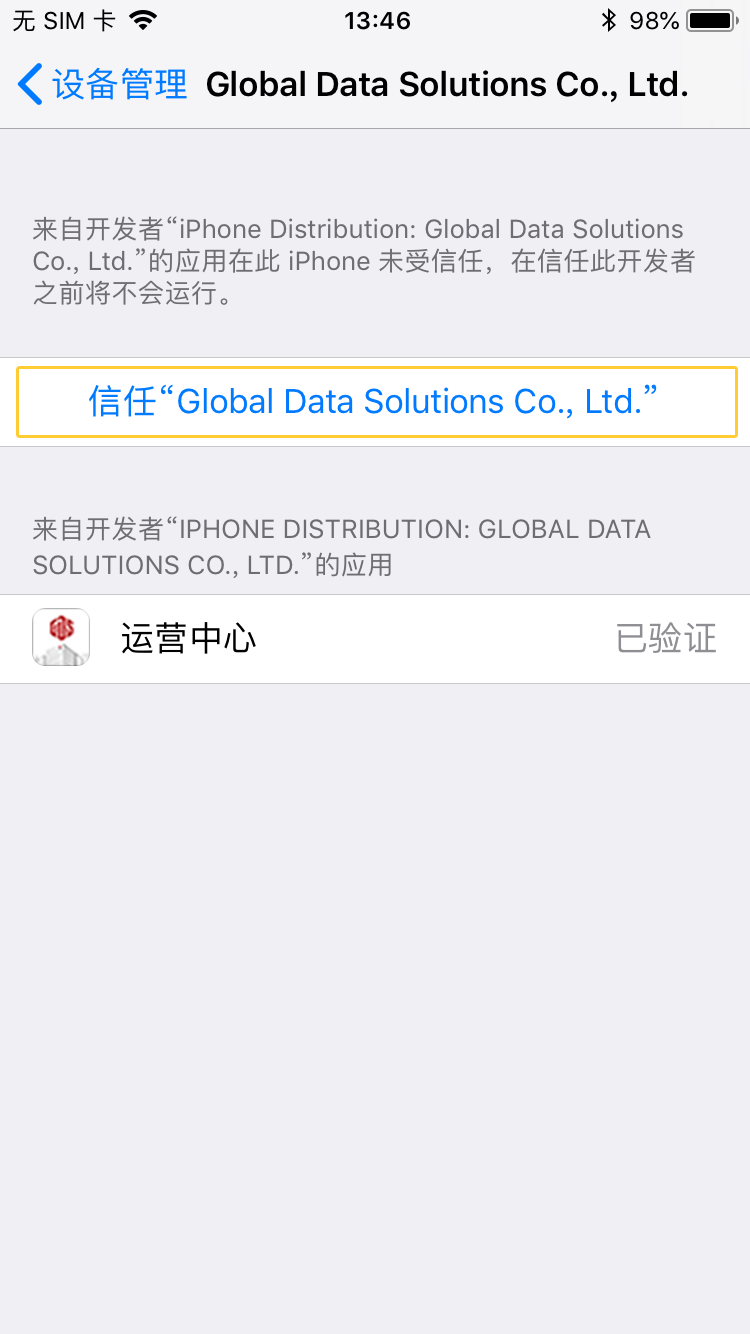 无 SIM 卡 13:46 98%
设备管理 Global Data Solutions Co., Ltd.
来自开发者“iPhone Distribution: Global Data Solutions
Co., Ltd.”的应用在此 iPhone 未受信任，在信任此开发者
之前将不会运行。
信任“Global Data Solutions Co., Ltd.”
来自开发者“IPHONE DISTRIBUTION: GLOBAL DATA
SOLUTIONS CO., LTD.”的应用
运营中心 已验证